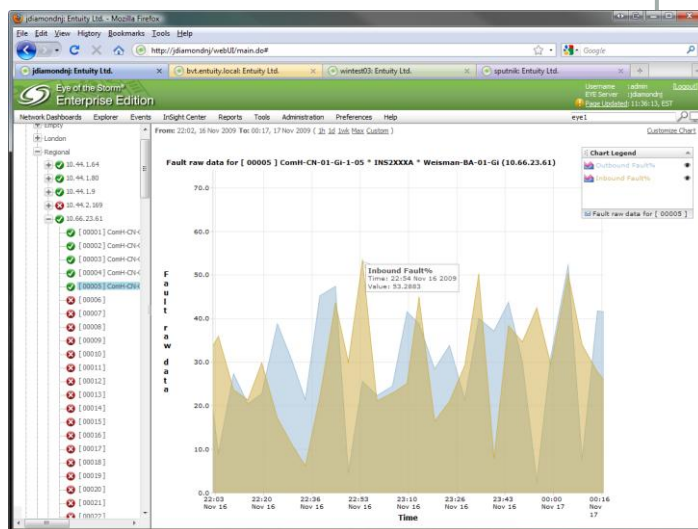 jdiamondnj: Entuity Ltd. - Mozilla Firefox
File Edit View History Bookmarks Tools Help
http://jdiamondnj/webUI/main.do#
Google
jdiamondnj: Entuity Ltd.
bvt.entuity.local: Entuity Ltd.
wintest03: Entuity Ltd.
sputnik: Entuity Ltd.
Eye of the Storm®
Enterprise Edition
Username :admin [Logout]
EYE Server :jdiamondnj
Page Updated: 11:36:13, EST
Network Dashboards Explorer Events InSight Center Reports Tools Administration Preferences Help
eye1
From: 22:02, 16 Nov 2009 To: 00:17, 17 Nov 2009 ( 1h 1d 1wk Max Custom )
Customize Chart
Empty
London
Regional
10.44.1.64
10.44.1.80
10.44.1.9
10.44.2.169
10.66.23.61
[ 00001 ] ComH-CN-
[ 00002 ] ComH-CN-
[ 00003 ] ComH-CN-
[ 00004 ] ComH-CN-
[ 00005 ] ComH-CN-
[ 00006 ]
[ 00007 ]
[ 00008 ]
[ 00009 ]
[ 00010 ]
[ 00011 ]
[ 00012 ]
[ 00013 ]
[ 00014 ]
[ 00015 ]
[ 00016 ]
[ 00017 ]
[ 00018 ]
[ 00019 ]
[ 00020 ]
[ 00021 ]
[ 00022 ]
Fault raw data for [ 00005 ] ComH-CN-01-Gi-1-05 * INS2XXXA * Weisman-BA-01-Gi (10.66.23.61)
Chart Legend
Outbound Fault%
Inbound Fault%
Fault raw data for [ 00005 ]
Fault raw data
70.0
60.0
50.0
40.0
30.0
20.0
10.0
0.0
Inbound Fault%
Time: 22:54 Nov 16 2009
Value: 53.2883
22:03 22:20 22:36 22:53 23:10 23:26 23:43 00:00 00:16
Nov 16 Nov 16 Nov 16 Nov 16 Nov 16 Nov 16 Nov 16 Nov 17 Nov 17
Time